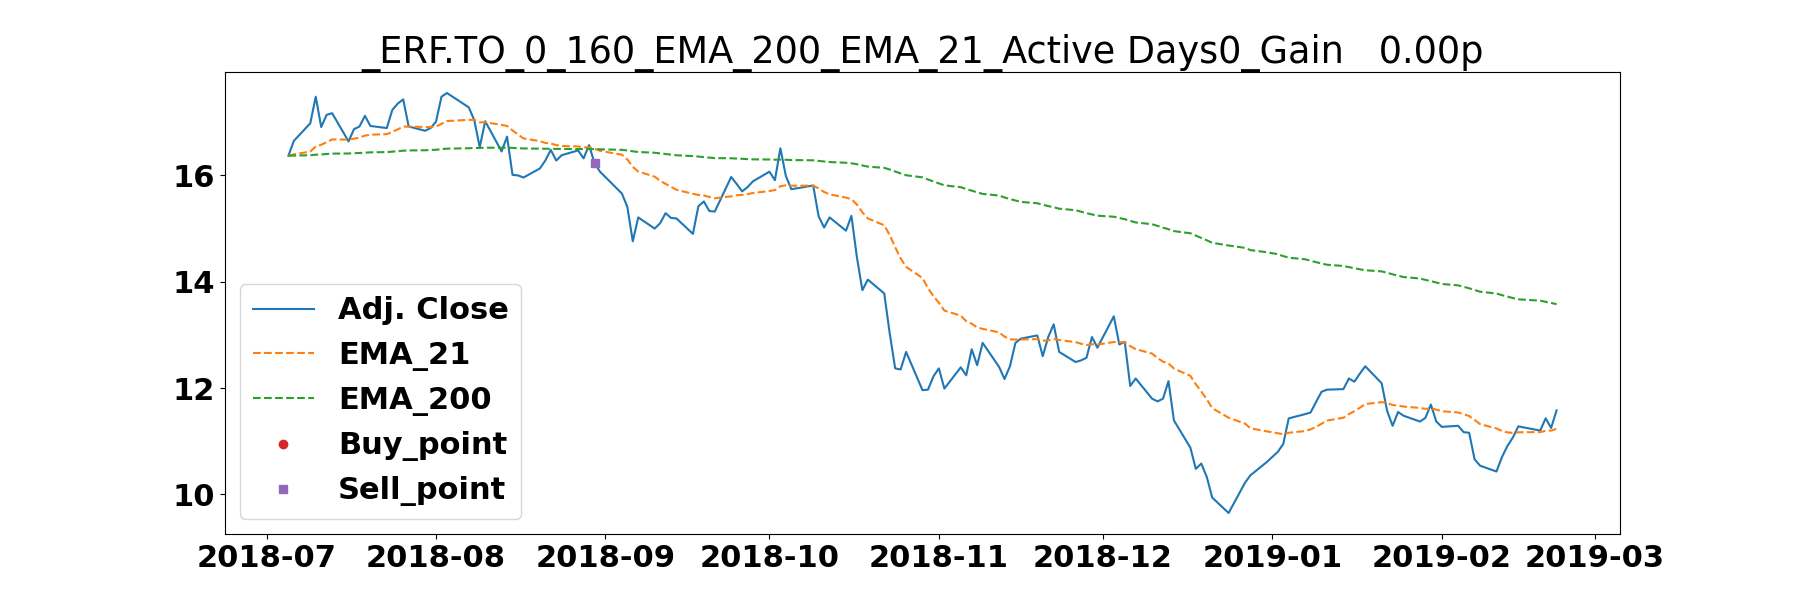 _ERF.TO_0_160_EMA_200_EMA_21_Active Days0_Gain   0.00p
16
14
12
10
Adj. Close
EMA_21
EMA_200
Buy_point
Sell_point
2018-07 2018-08 2018-09 2018-10 2018-11 2018-12 2019-01 2019-02 2019-03